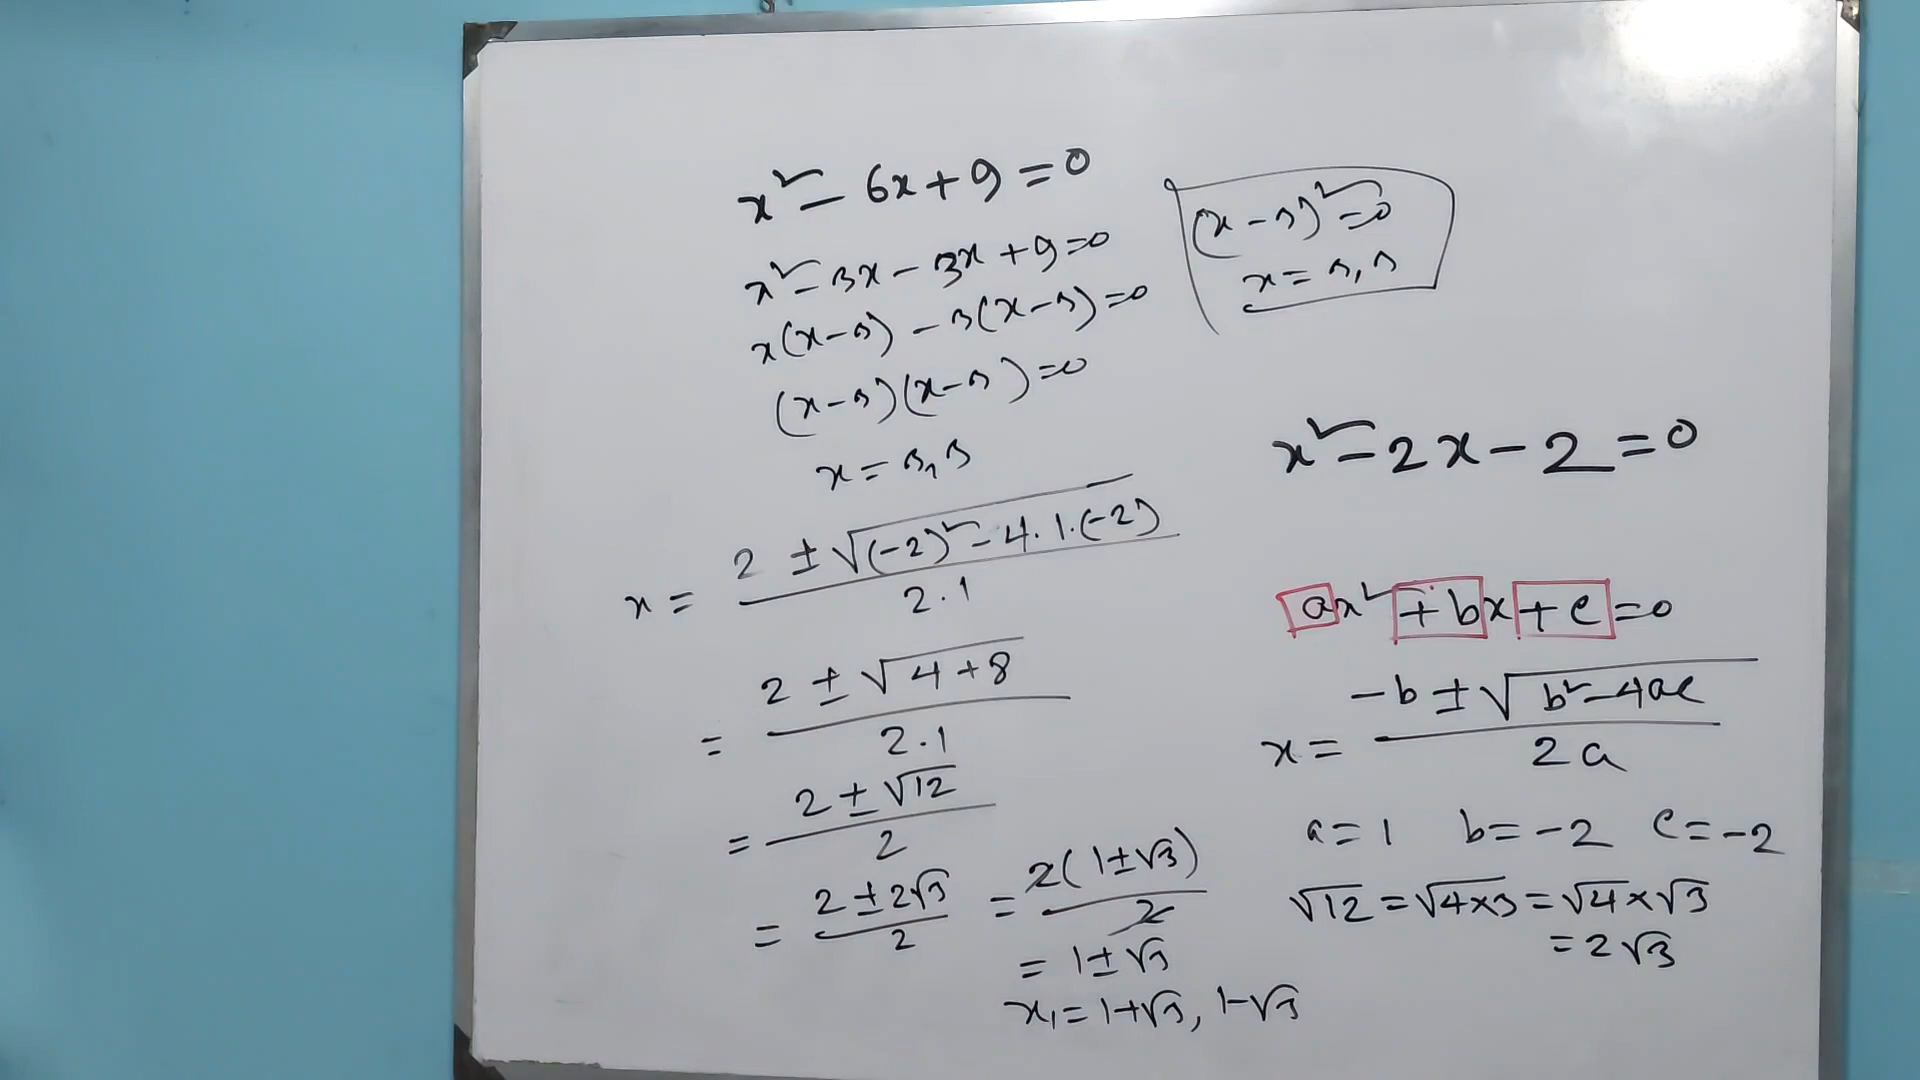 x² - 6x + 9 = 0
x² - 3x - 3x + 9 = 0
x(x-3) - 3(x-3) = 0
(x-3)(x-3) = 0
x = 3, 3
(x-3)² = 0
x = 3, 3
x² - 2x - 2 = 0
ax² + bx + c = 0
x = (-b ± √(b² - 4ac)) / 2a
a = 1 b = -2 c = -2
√12 = √(4×3) = √4 × √3
= 2√3
x = (2 ± √((-2)² - 4.1.(-2))) / 2.1
= (2 ± √(4+8)) / 2.1
= (2 ± √12) / 2
= (2 ± 2√3) / 2 = 2(1±√3) / 2
= 1 ± √3
x₁ = 1+√3, 1-√3